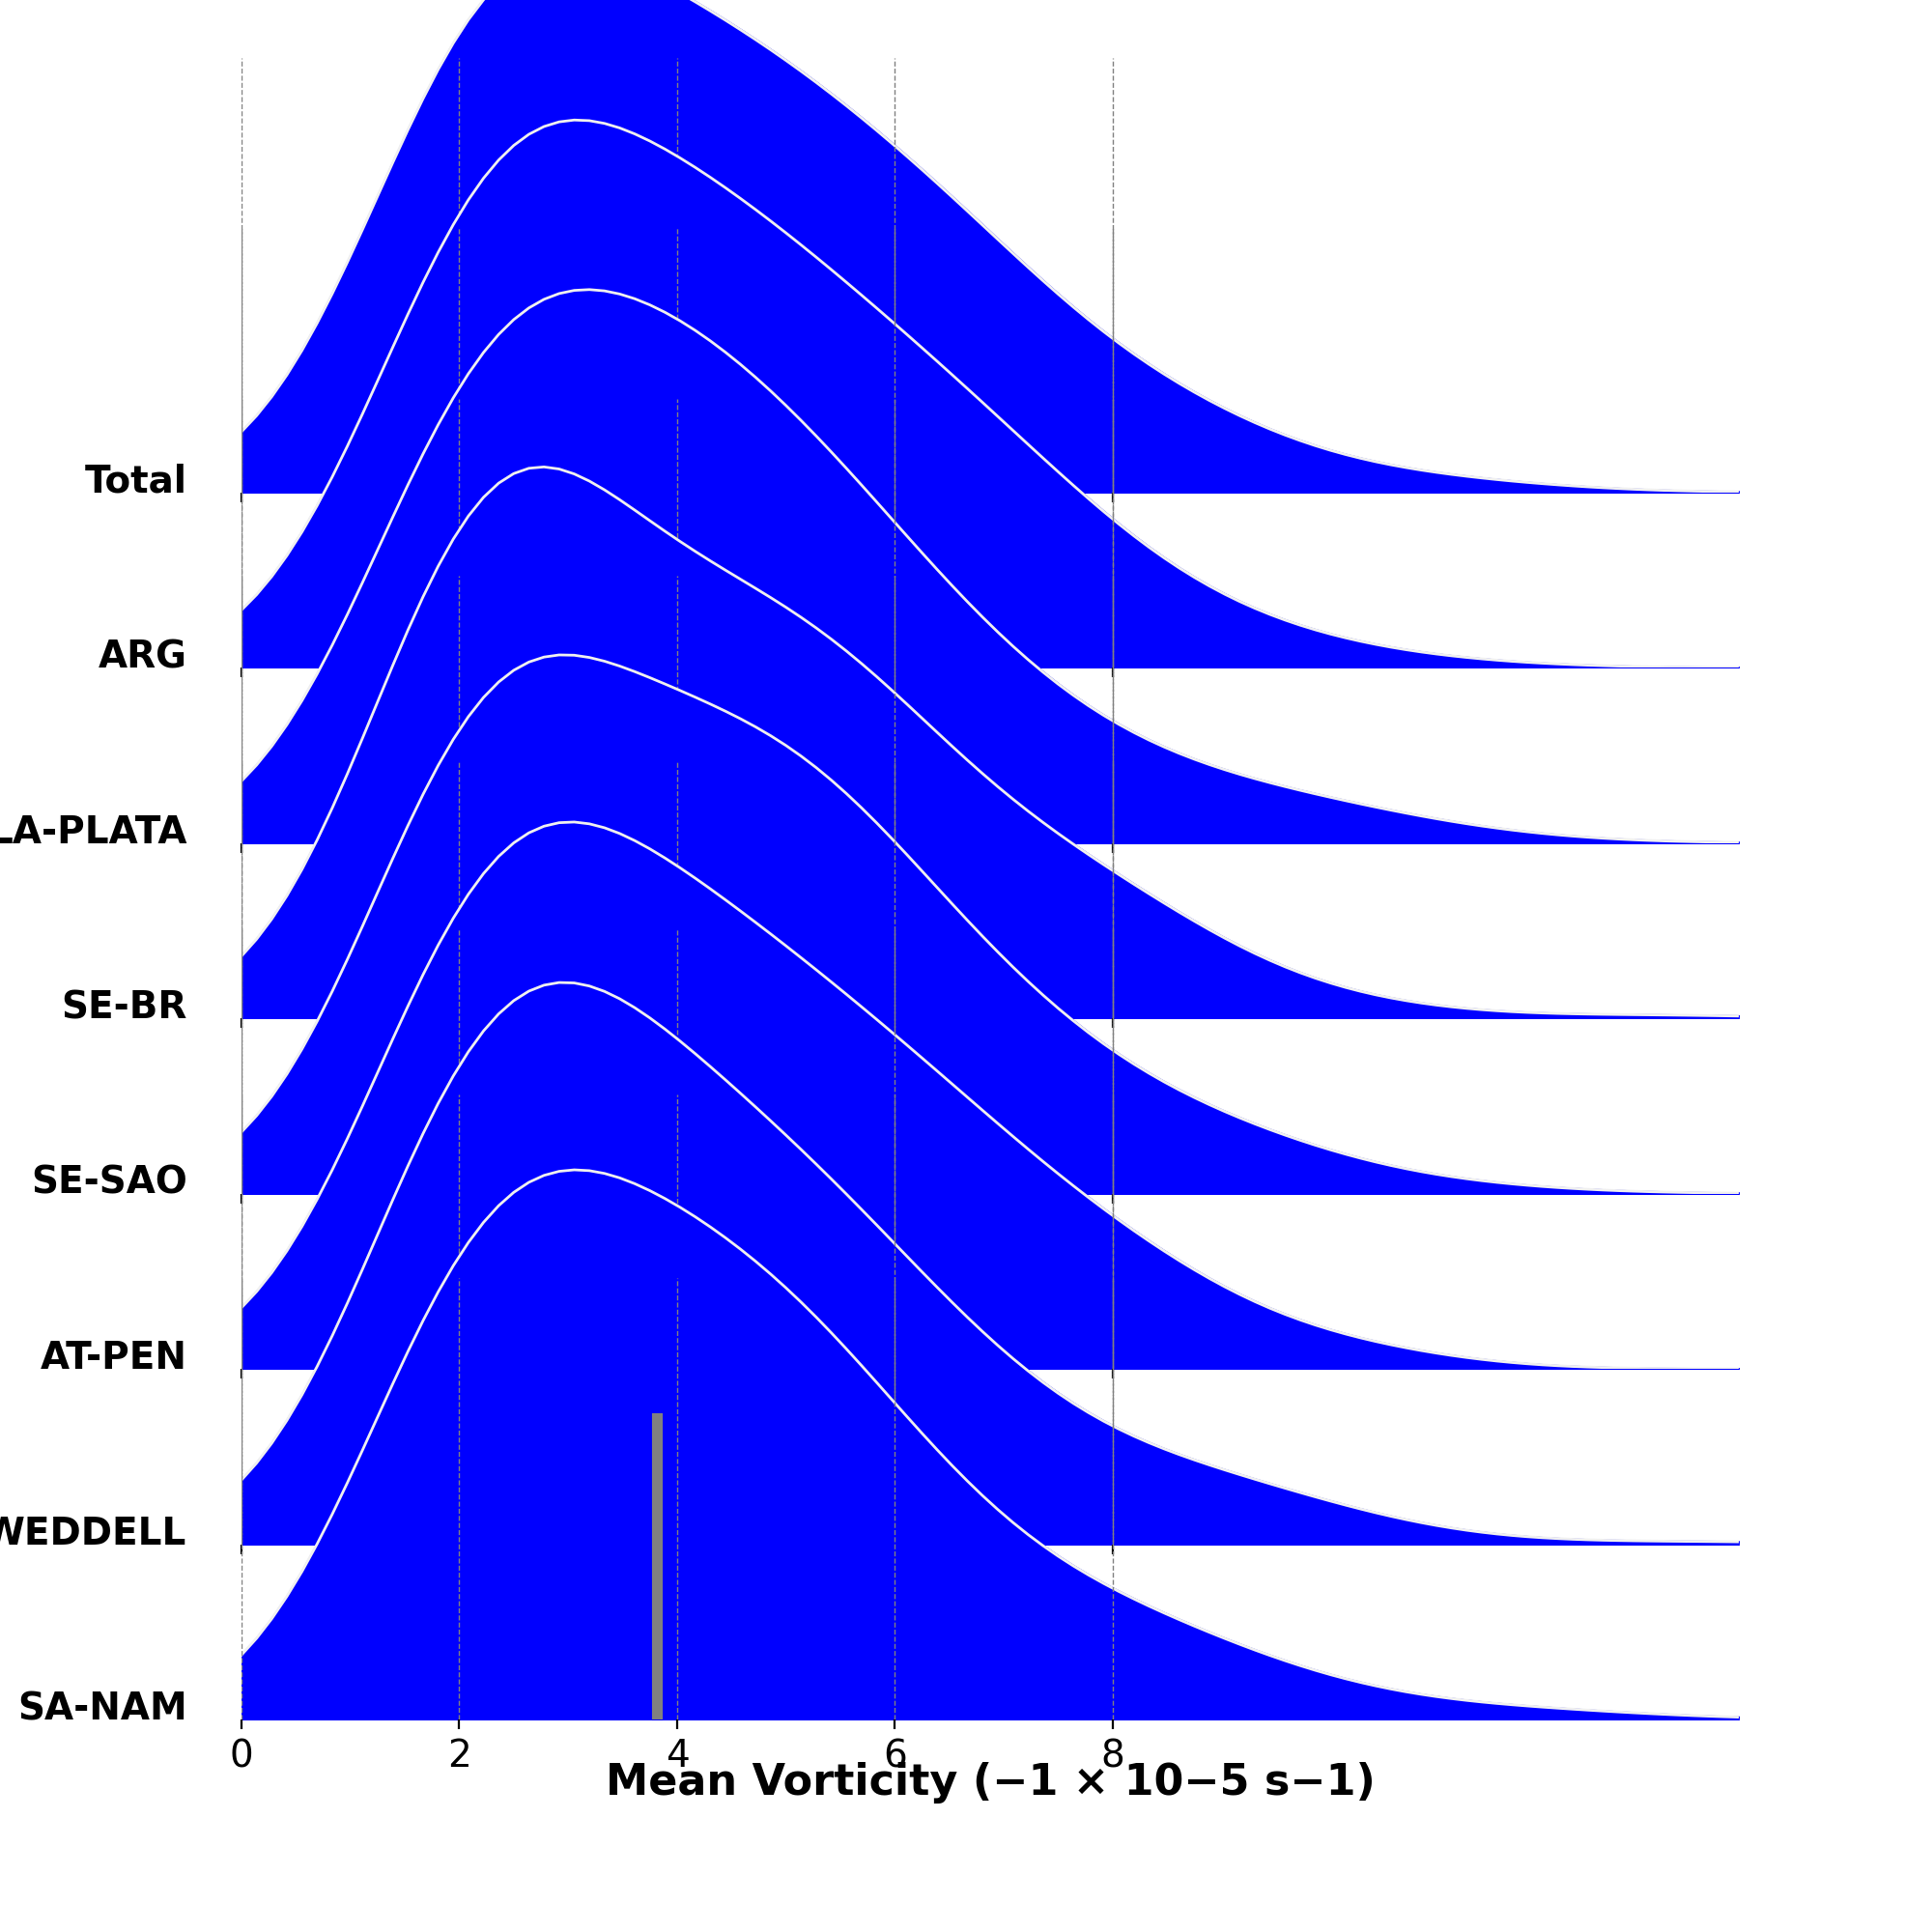 Total
ARG
LA-PLATA
SE-BR
SE-SAO
AT-PEN
WEDDELL
SA-NAM
0 2 4 6 8
Mean Vorticity (−1 × 10−5 s−1)